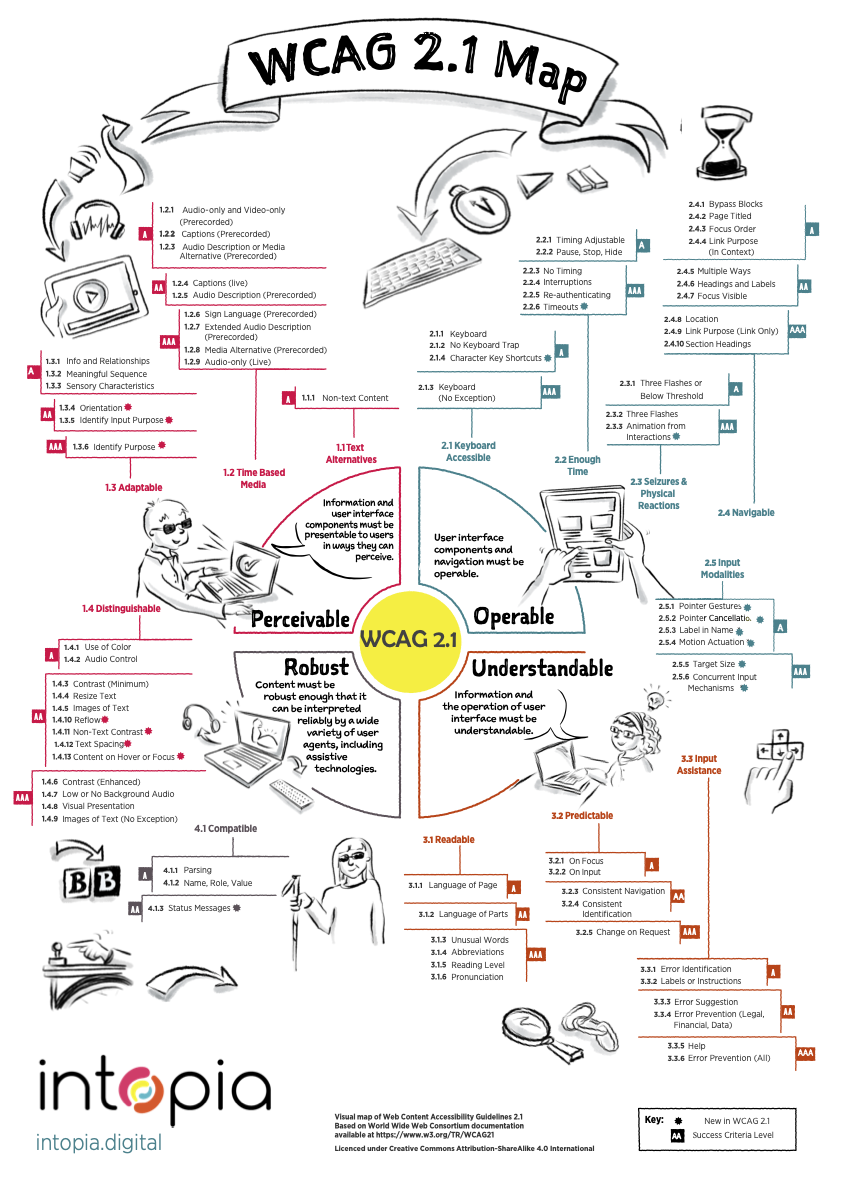 WCAG 2.1 Map
1.2.1 Audio-only and Video-only
(Prerecorded)
A
1.2.2 Captions (Prerecorded)
1.2.3 Audio Description or Media
Alternative (Prerecorded)
AA
1.2.4 Captions (live)
1.2.5 Audio Description (Prerecorded)
1.2.6 Sign Language (Prerecorded)
1.2.7 Extended Audio Description
(Prerecorded)
AAA
1.2.8 Media Alternative (Prerecorded)
1.2.9 Audio-only (Live)
1.2 Time Based
Media
A
1.3.1 Info and Relationships
1.3.2 Meaningful Sequence
1.3.3 Sensory Characteristics
AA
1.3.4 Orientation
1.3.5 Identify Input Purpose
AAA
1.3.6 Identify Purpose
1.3 Adaptable
A
1.1.1 Non-text Content
1.1 Text
Alternatives
2.1.1 Keyboard
2.1.2 No Keyboard Trap
2.1.4 Character Key Shortcuts
A
2.1.3 Keyboard
(No Exception)
AAA
2.1 Keyboard
Accessible
2.2.1 Timing Adjustable
2.2.2 Pause, Stop, Hide
A
2.2.3 No Timing
2.2.4 Interruptions
2.2.5 Re-authenticating
2.2.6 Timeouts
AAA
2.2 Enough
Time
2.3.1 Three Flashes or
Below Threshold
A
2.3.2 Three Flashes
2.3.3 Animation from
Interactions
AAA
2.3 Seizures &
Physical
Reactions
2.4.1 Bypass Blocks
2.4.2 Page Titled
2.4.3 Focus Order
2.4.4 Link Purpose
(In Context)
A
2.4.5 Multiple Ways
2.4.6 Headings and Labels
2.4.7 Focus Visible
AA
2.4.8 Location
2.4.9 Link Purpose (Link Only)
2.4.10 Section Headings
AAA
2.4 Navigable
Information and
user interface
components must be
presentable to users
in ways they can
perceive.
Perceivable
User interface
components and
navigation must be
operable.
Operable
WCAG 2.1
2.5 Input
Modalities
2.5.1 Pointer Gestures
2.5.2 Pointer Cancellatio
2.5.3 Label in Name
2.5.4 Motion Actuation
A
2.5.5 Target Size
2.5.6 Concurrent Input
Mechanisms
AAA
1.4 Distinguishable
A
1.4.1 Use of Color
1.4.2 Audio Control
AA
1.4.3 Contrast (Minimum)
1.4.4 Resize Text
1.4.5 Images of Text
1.4.10 Reflow
1.4.11 Non-Text Contrast
1.4.12 Text Spacing
1.4.13 Content on Hover or Focus
AAA
1.4.6 Contrast (Enhanced)
1.4.7 Low or No Background Audio
1.4.8 Visual Presentation
1.4.9 Images of Text (No Exception)
Robust
Content must be
robust enough that it
can be interpreted
reliably by a wide
variety of user
agents, including
assistive
technologies.
Understandable
Information and
the operation of user
interface must be
understandable.
4.1 Compatible
A
4.1.1 Parsing
4.1.2 Name, Role, Value
AA
4.1.3 Status Messages
B B
3.1 Readable
3.1.1 Language of Page
A
3.1.2 Language of Parts
AA
3.1.3 Unusual Words
3.1.4 Abbreviations
3.1.5 Reading Level
3.1.6 Pronunciation
AAA
3.2 Predictable
3.2.1 On Focus
3.2.2 On Input
A
3.2.3 Consistent Navigation
3.2.4 Consistent
Identification
AA
3.2.5 Change on Request
AAA
3.3 Input
Assistance
3.3.1 Error Identification
3.3.2 Labels or Instructions
A
3.3.3 Error Suggestion
3.3.4 Error Prevention (Legal,
Financial, Data)
AA
3.3.5 Help
3.3.6 Error Prevention (All)
AAA
intopia
intopia.digital
Visual map of Web Content Accessibility Guidelines 2.1
Based on World Wide Web Consortium documentation
available at https://www.w3.org/TR/WCAG21
Licenced under Creative Commons Attribution-ShareAlike 4.0 International
Key: New in WCAG 2.1
AA Success Criteria Level